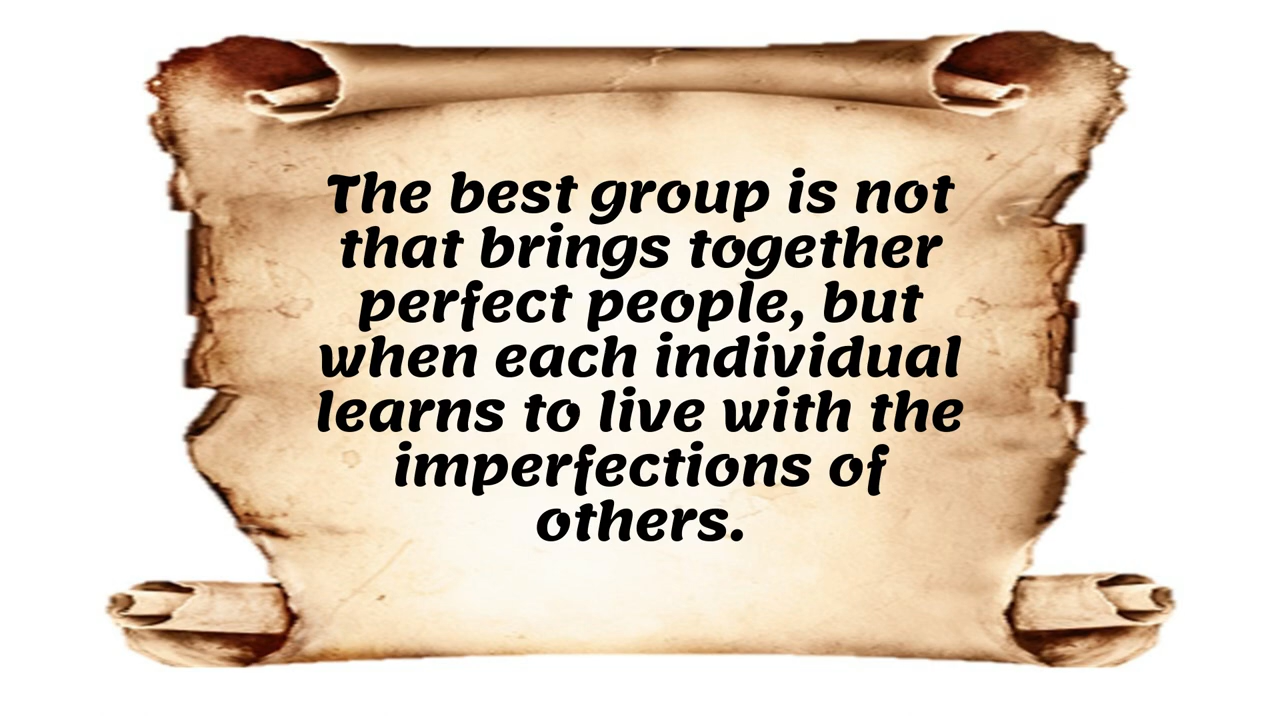 The best group is not
that brings together
perfect people, but
when each individual
learns to live with the
imperfections of
others.